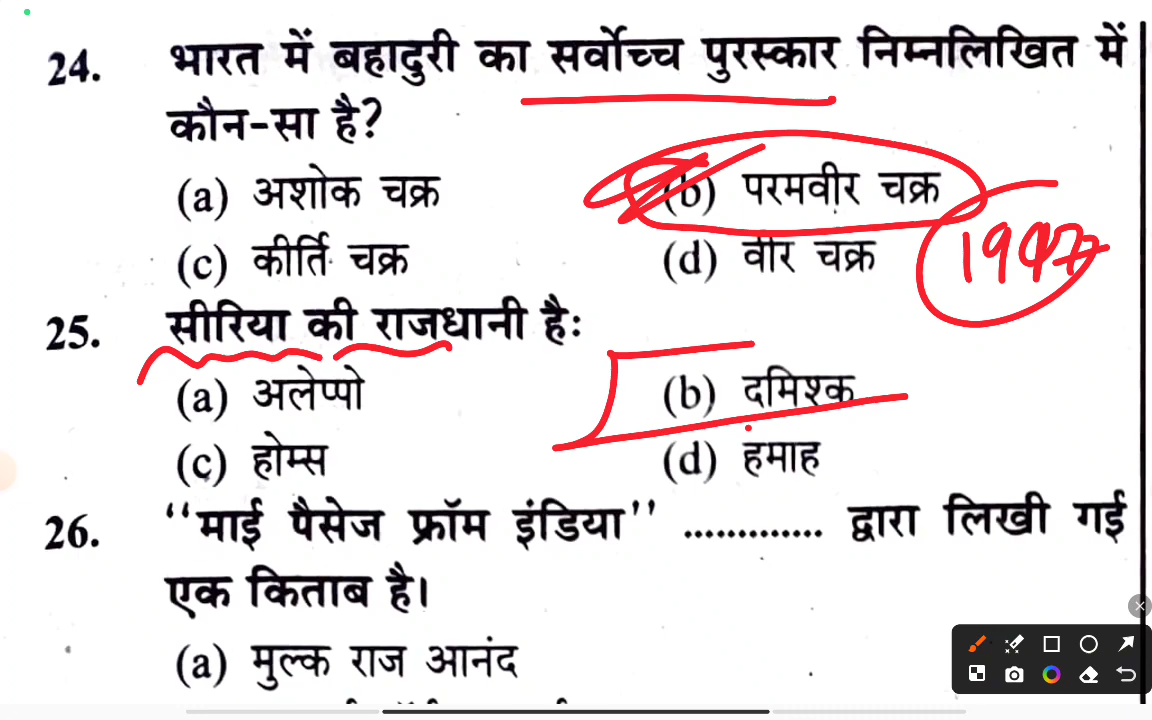 24. भारत में बहादुरी का सर्वोच्च पुरस्कार निम्नलिखित में
कौन-सा है?
(a) अशोक चक्र (b) परमवीर चक्र
(c) कीर्ति चक्र (d) वीर चक्र 1947
25. सीरिया की राजधानी है:
(a) अलेप्पो (b) दमिश्क
(c) होम्स (d) हमाह
26. ‘‘माई पैसेज फ्रॉम इंडिया’’ ............. द्वारा लिखी गई
एक किताब है।
(a) मुल्क राज आनंद